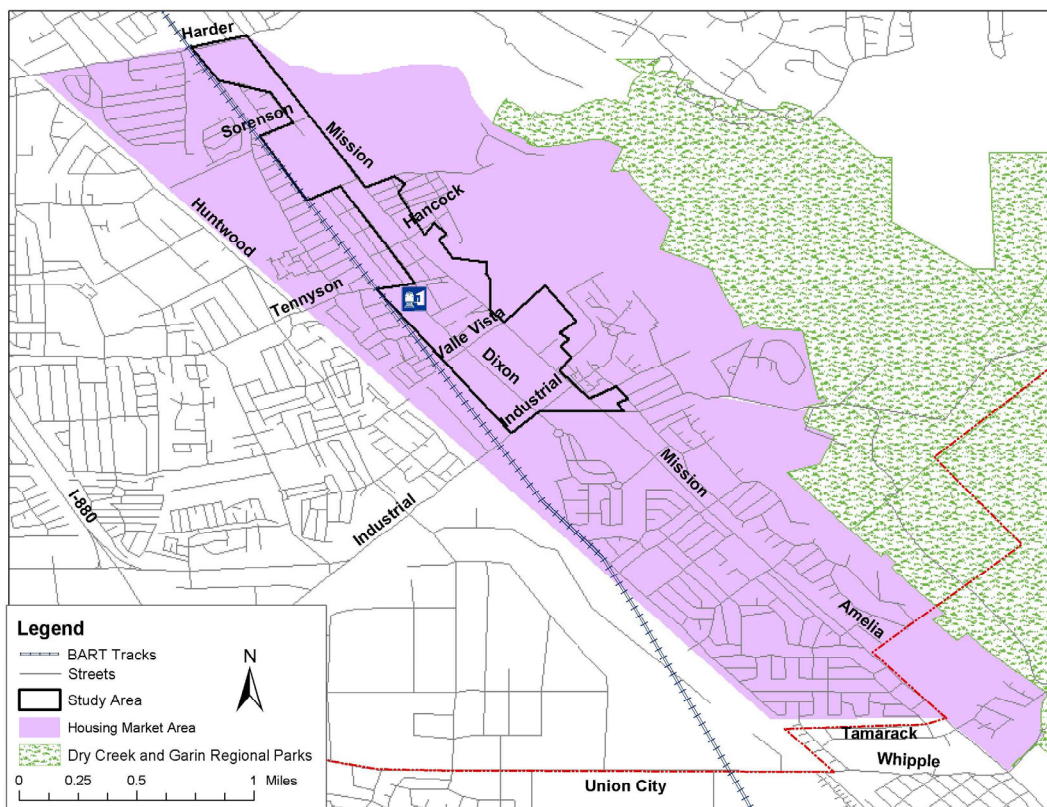 Harder
Sorenson
Mission
Hancock
Huntwood
Tennyson
Valle Vista
Dixon
Industrial
Mission
I-880
Industrial
Amelia
Tamarack
Whipple
Union City
Legend
BART Tracks
Streets
Study Area
Housing Market Area
Dry Creek and Garin Regional Parks
N
0 0.25 0.5 1 Miles